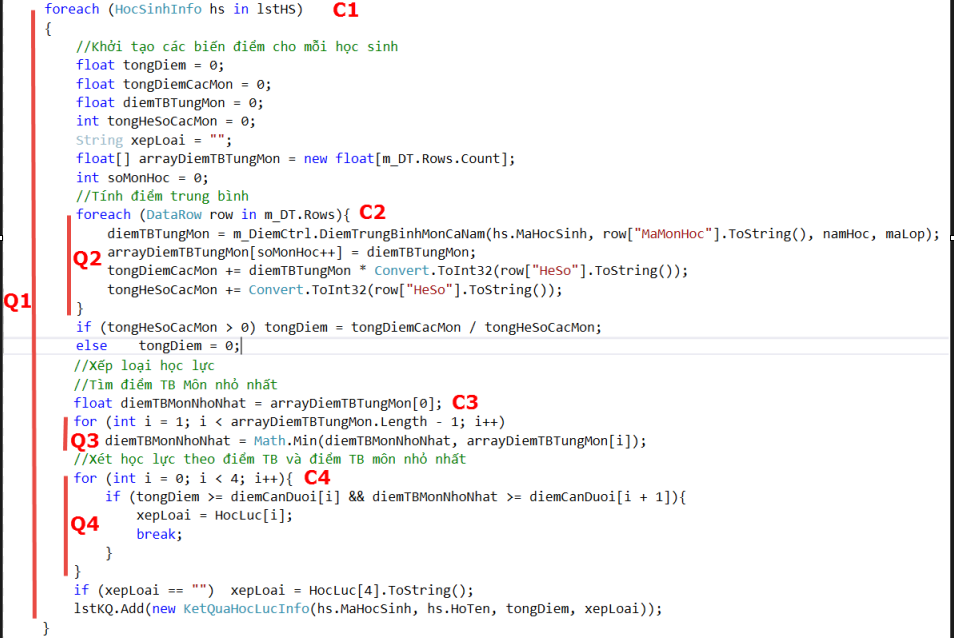 foreach (HocSinhInfo hs in lstHS) C1
{
//Khởi tạo các biến điểm cho mỗi học sinh
float tongDiem = 0;
float tongDiemCacMon = 0;
float diemTBTungMon = 0;
int tongHeSoCacMon = 0;
String xepLoai = "";
float[] arrayDiemTBTungMon = new float[m_DT.Rows.Count];
int soMonHoc = 0;
//Tính điểm trung bình
foreach (DataRow row in m_DT.Rows){ C2
diemTBTungMon = m_DiemCtrl.DiemTrungBinhMonCaNam(hs.MaHocSinh, row["MaMonHoc"].ToString(), namHoc, maLop);
Q2 arrayDiemTBTungMon[soMonHoc++] = diemTBTungMon;
tongDiemCacMon += diemTBTungMon * Convert.ToInt32(row["HeSo"].ToString());
tongHeSoCacMon += Convert.ToInt32(row["HeSo"].ToString());
Q1 }
if (tongHeSoCacMon > 0) tongDiem = tongDiemCacMon / tongHeSoCacMon;
else tongDiem = 0;
//Xếp loại học lực
//Tìm điểm TB Môn nhỏ nhất
float diemTBMonNhoNhat = arrayDiemTBTungMon[0]; C3
for (int i = 1; i < arrayDiemTBTungMon.Length - 1; i++)
Q3 diemTBMonNhoNhat = Math.Min(diemTBMonNhoNhat, arrayDiemTBTungMon[i]);
//Xét học lực theo điểm TB và điểm TB môn nhỏ nhất
for (int i = 0; i < 4; i++){ C4
if (tongDiem >= diemCanDuoi[i] && diemTBMonNhoNhat >= diemCanDuoi[i + 1]){
Q4 xepLoai = HocLuc[i];
break;
}
}
if (xepLoai == "") xepLoai = HocLuc[4].ToString();
lstKQ.Add(new KetQuaHocLucInfo(hs.MaHocSinh, hs.HoTen, tongDiem, xepLoai));
}